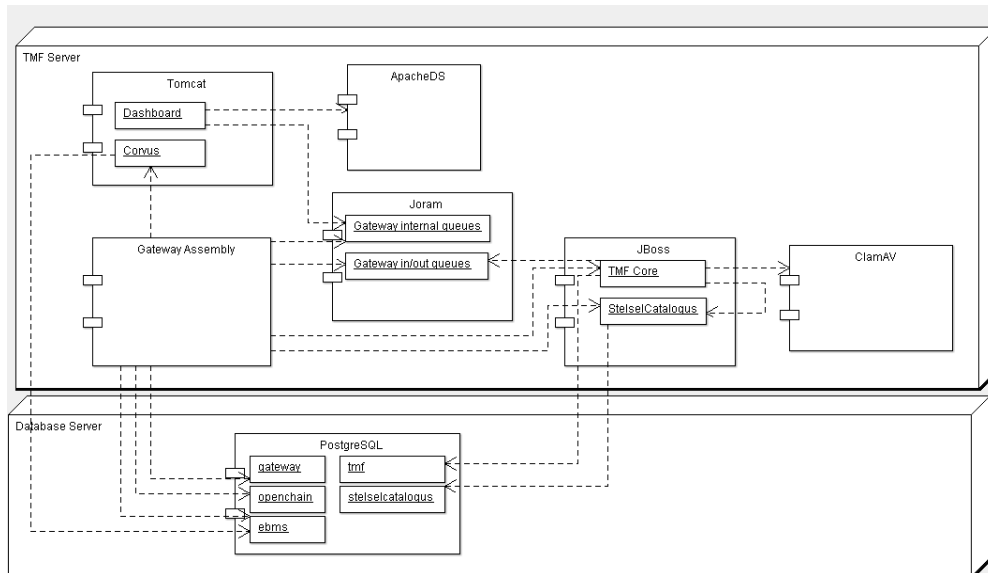 TMF Server
Tomcat
Dashboard
Corvus
ApacheDS
Joram
Gateway internal queues
Gateway in/out queues
Gateway Assembly
JBoss
TMF Core
StelselCatalogus
ClamAV
Database Server
PostgreSQL
gateway
tmf
openchain
stelselcatalogus
ebms